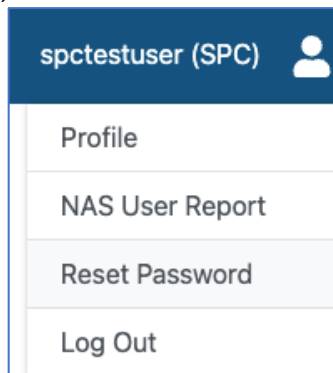 spctestuser (SPC)
Profile
NAS User Report
Reset Password
Log Out